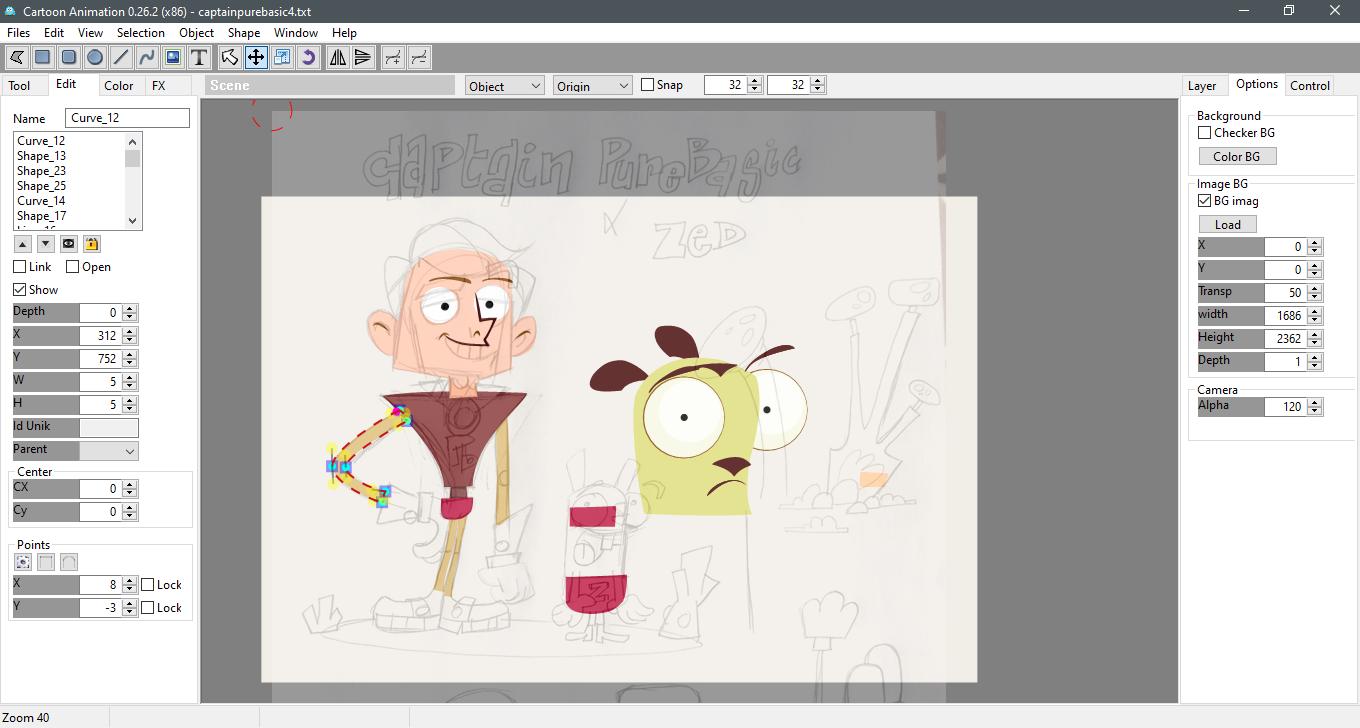 Cartoon Animation 0.26.2 (x86) - captainpurebasic4.txt
Files Edit View Selection Object Shape Window Help
Tool Edit Color FX
Scene
Object
Origin
Snap
32
32
Layer Options Control
Name Curve_12
Curve_12
Shape_13
Shape_23
Shape_25
Curve_14
Shape_17
Link Open
Show
Depth 0
X 312
Y 752
W 5
H 5
Id Unik
Parent
Center
CX 0
Cy 0
Points
X 8 Lock
Y -3 Lock
Captain PureBasic
Zed
Background
Checker BG
Color BG
Image BG
BG imag
Load
X 0
Y 0
Transp 50
width 1686
Height 2362
Depth 1
Camera
Alpha 120
Zoom 40